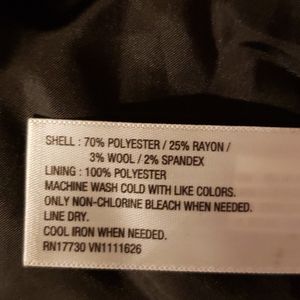 SHELL : 70% POLYESTER / 25% RAYON /
3% WOOL / 2% SPANDEX
LINING : 100% POLYESTER
MACHINE WASH COLD WITH LIKE COLORS.
ONLY NON-CHLORINE BLEACH WHEN NEEDED.
LINE DRY.
COOL IRON WHEN NEEDED.
RN17730 VN1111626